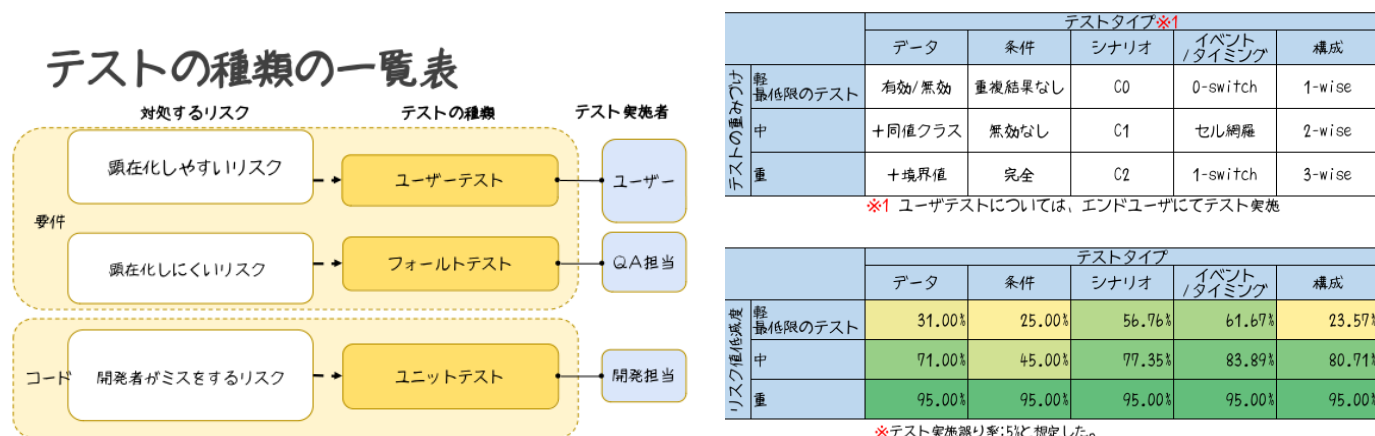 テストの種類の一覧表
対処するリスク テストの種類 テスト実施者
要件
顕在化しやすいリスク ユーザーテスト ユーザー
顕在化しにくいリスク フォールトテスト QA担当
コード 開発者がミスをするリスク ユニットテスト 開発担当
テストタイプ※1
データ 条件 シナリオ イベント/タイミング 構成
テストの重みづけ
軽 最低限のテスト 有効/無効 重複結果なし C0 0-switch 1-wise
中 +同値クラス 無効なし C1 セル網羅 2-wise
重 +境界値 完全 C2 1-switch 3-wise
※1 ユーザテストについては、エンドユーザにてテスト実施
テストタイプ
データ 条件 シナリオ イベント/タイミング 構成
リスク値低減度
軽 最低限のテスト 31.00% 25.00% 56.76% 61.67% 23.57%
中 71.00% 45.00% 77.35% 83.89% 80.71%
重 95.00% 95.00% 95.00% 95.00% 95.00%
※テスト実施誤り率:5%と想定した。